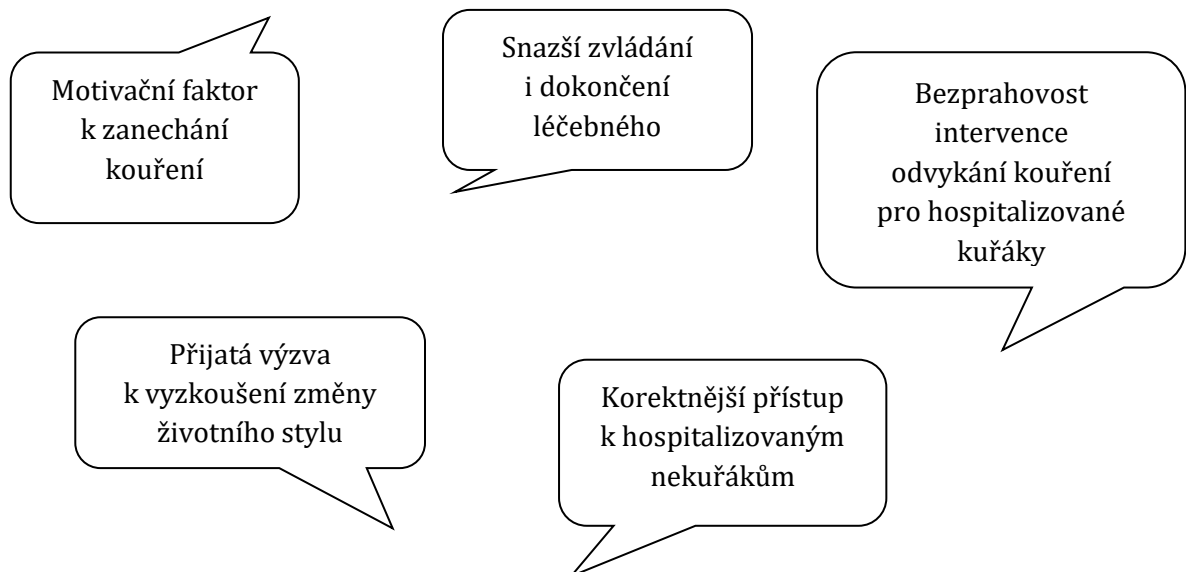 Motivační faktor
k zanechání
kouření
Snazší zvládání
i dokončení
léčebného
Bezprahovost
intervence
odvykání kouření
pro hospitalizované
kuřáky
Přijatá výzva
k vyzkoušení změny
životního stylu
Korektnější přístup
k hospitalizovaným
nekuřákům